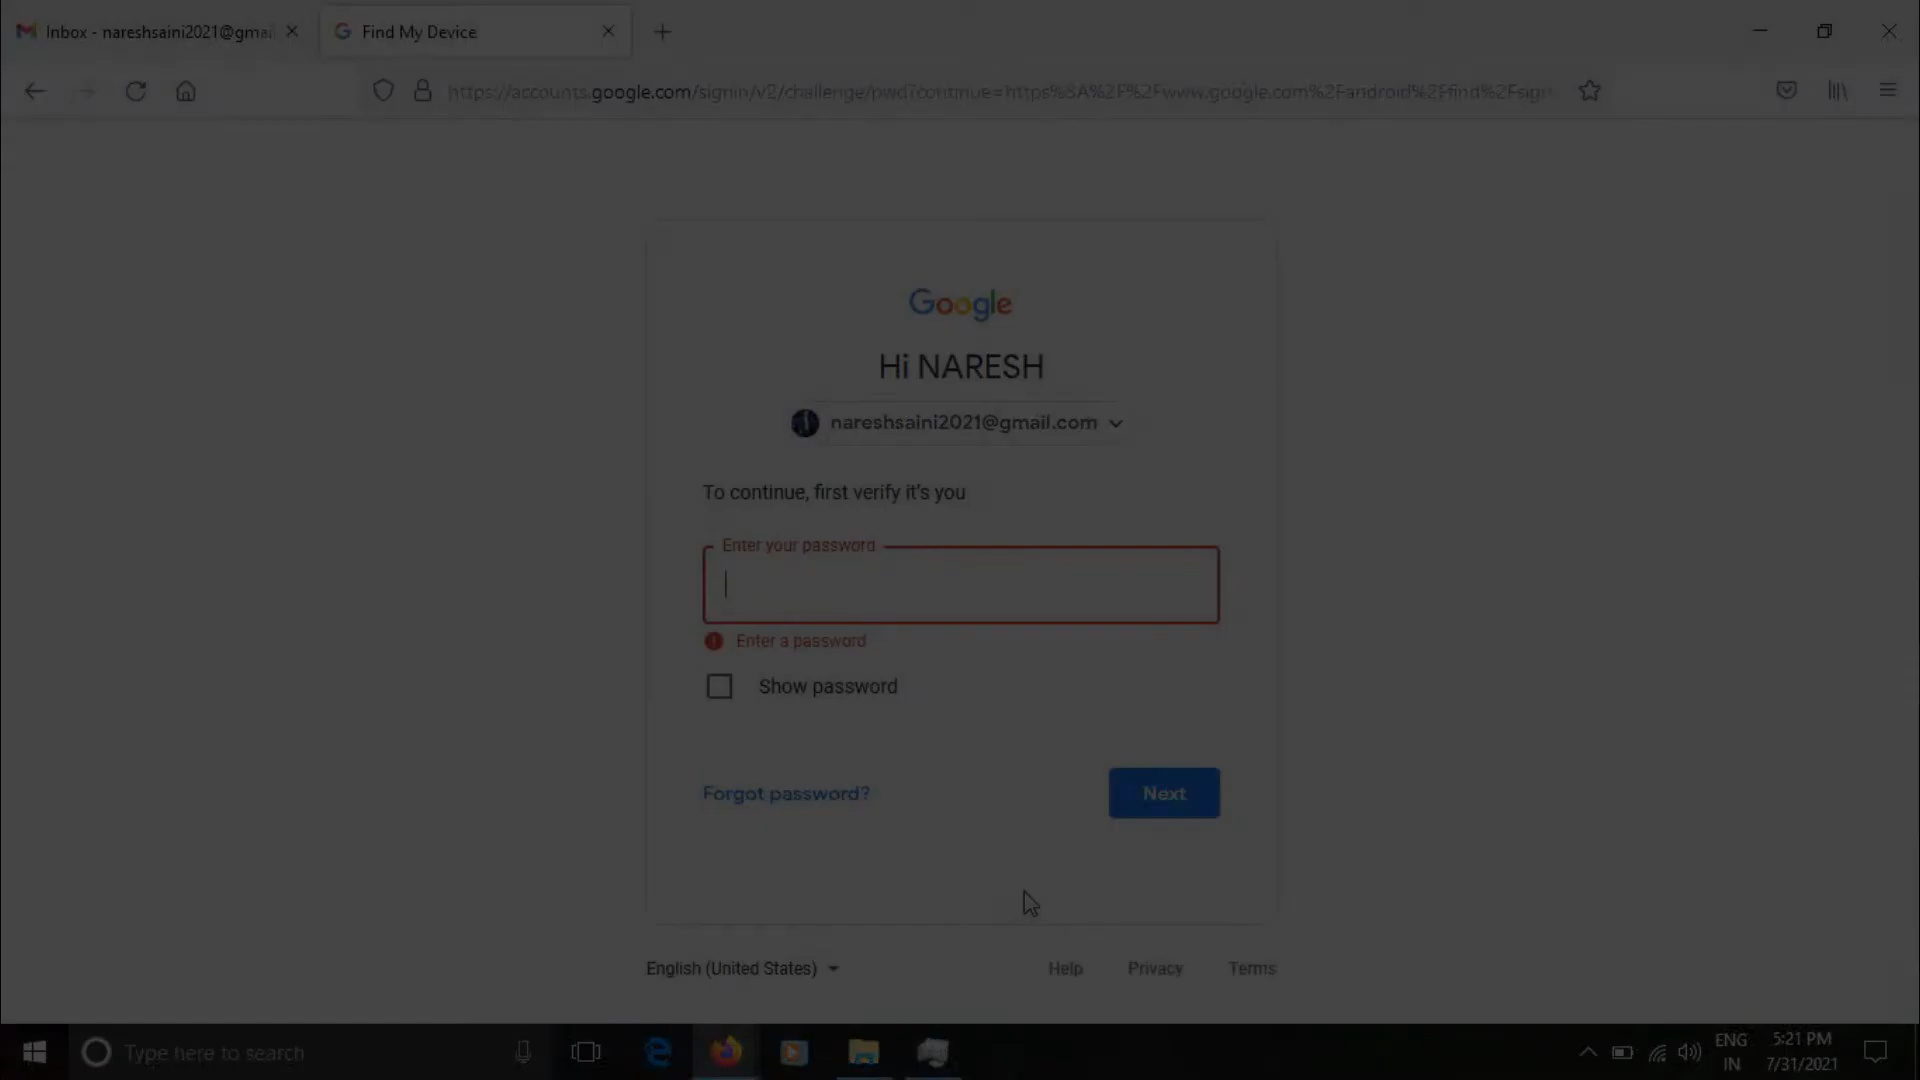 Inbox - nareshsaini2021@gmai
Find My Device
https://accounts.google.com/signin/v2/challenge/pwd?continue=https%3A%2F%2Fwww.google.com%2Fandroid%2Ffind%2Fsign
Google
Hi NARESH
nareshsaini2021@gmail.com
To continue, first verify it's you
Enter your password
Enter a password
Show password
Forgot password?
Next
English (United States)
Help
Privacy
Terms
Type here to search
ENG
IN
5:21 PM
7/31/2021